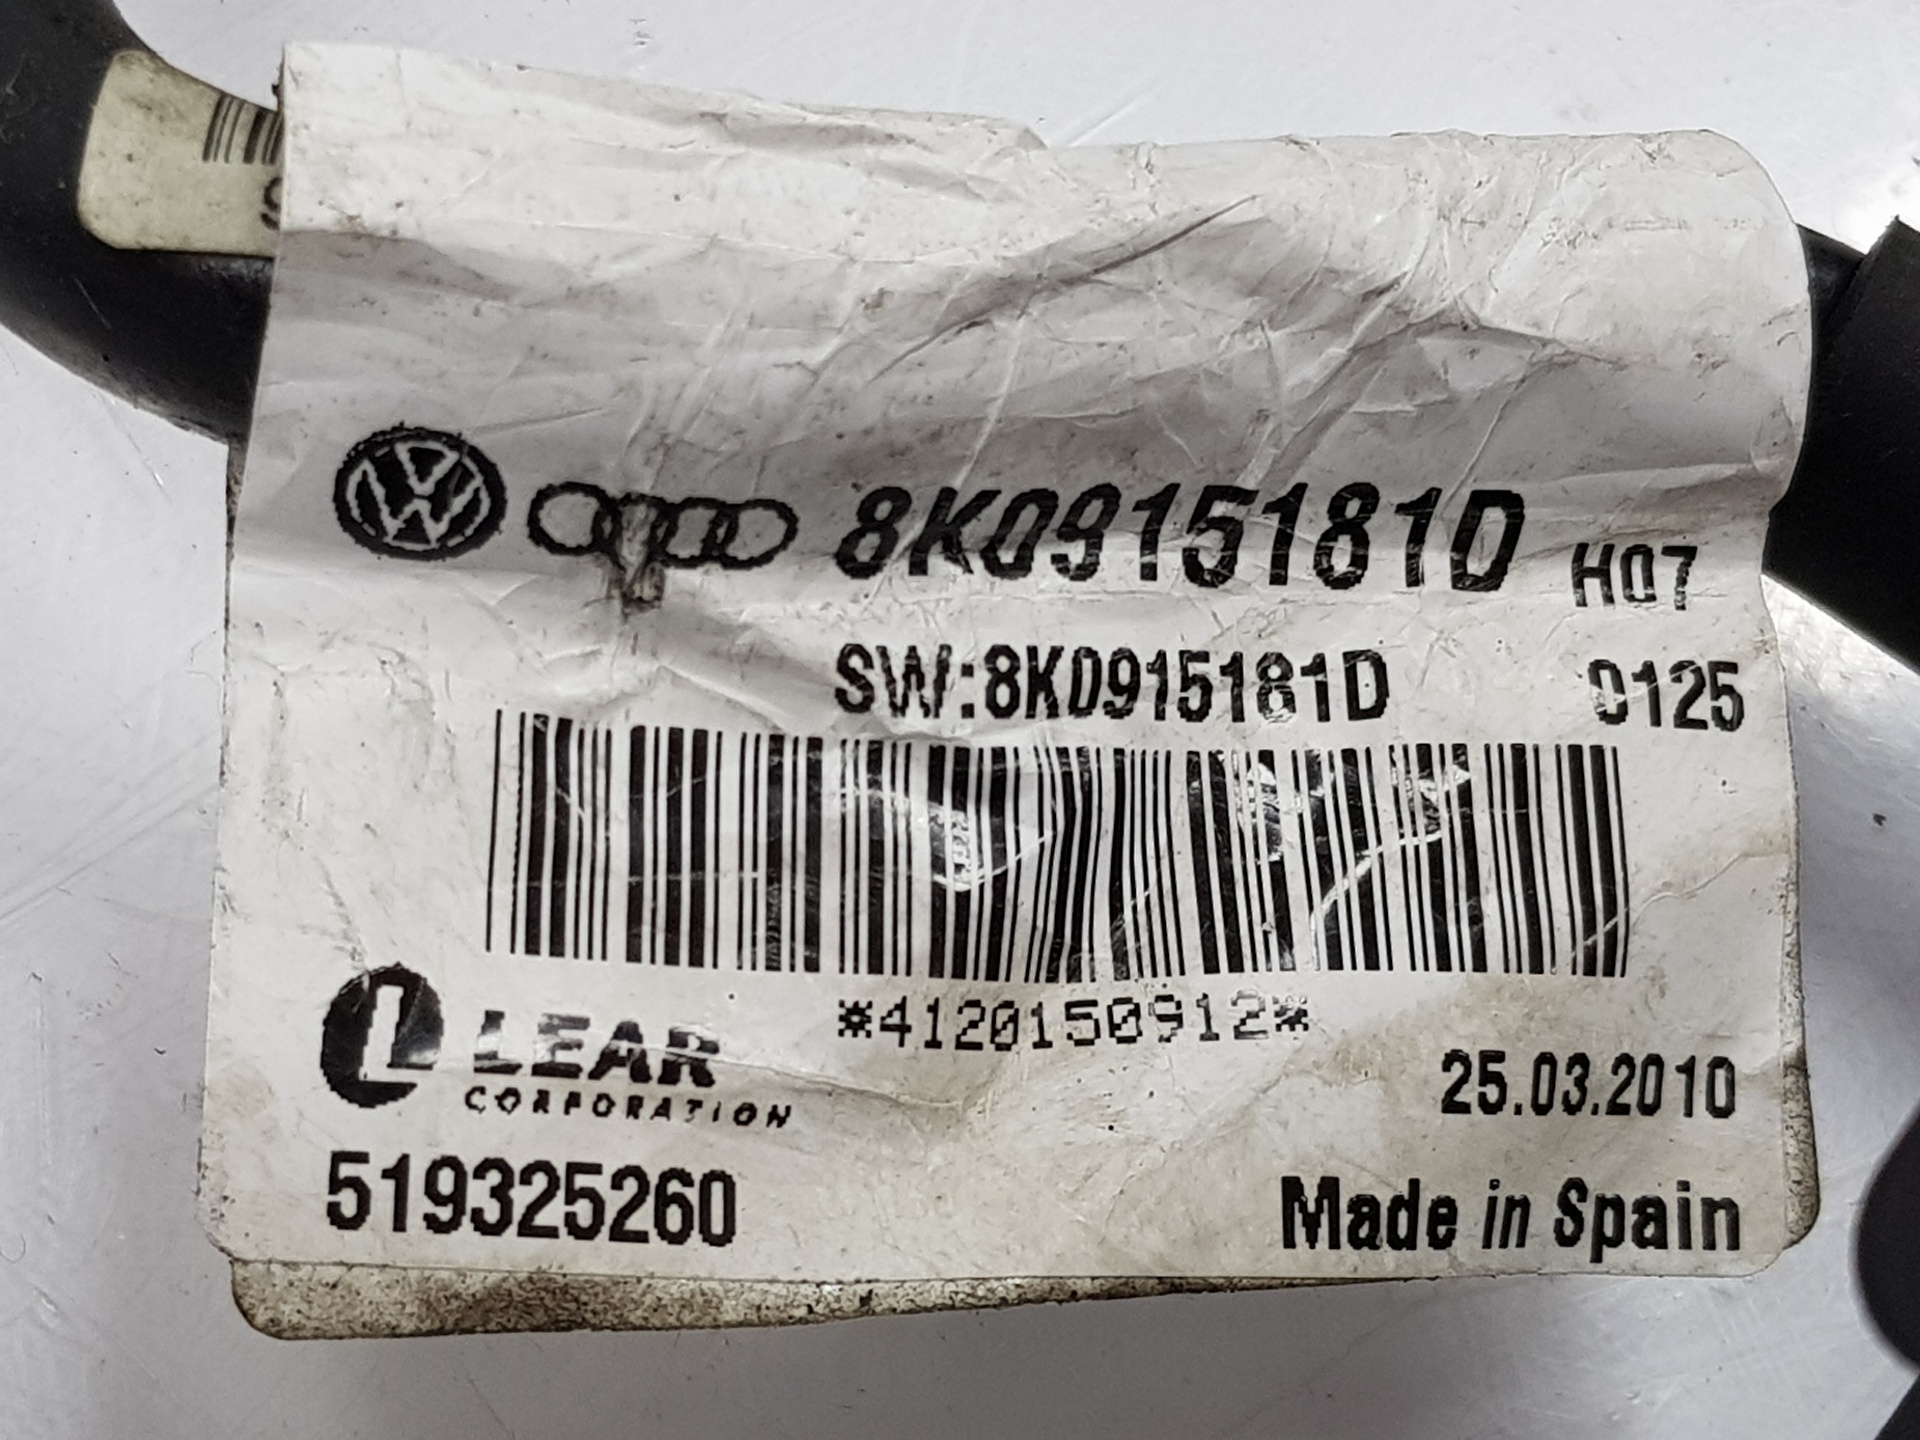 8K0915181D H07
SW:8K0915181D 0125
*4120150912*
LEAR
CORPORATION
25.03.2010
519325260
Made in Spain